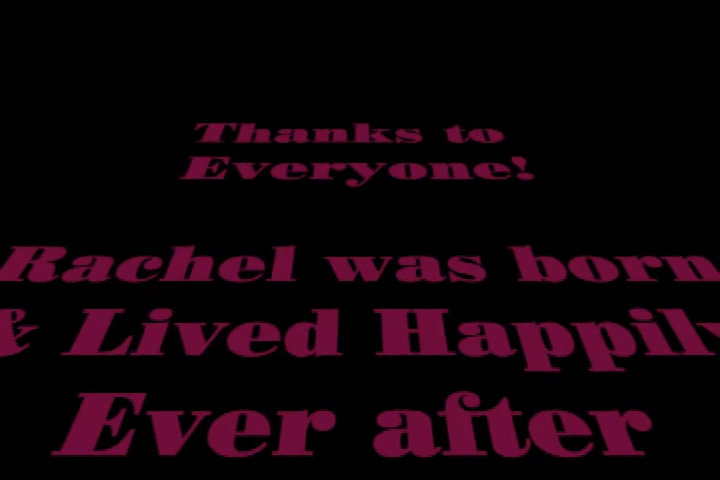 Thanks to
Everyone!
Rachel was born
& Lived Happily
Ever after